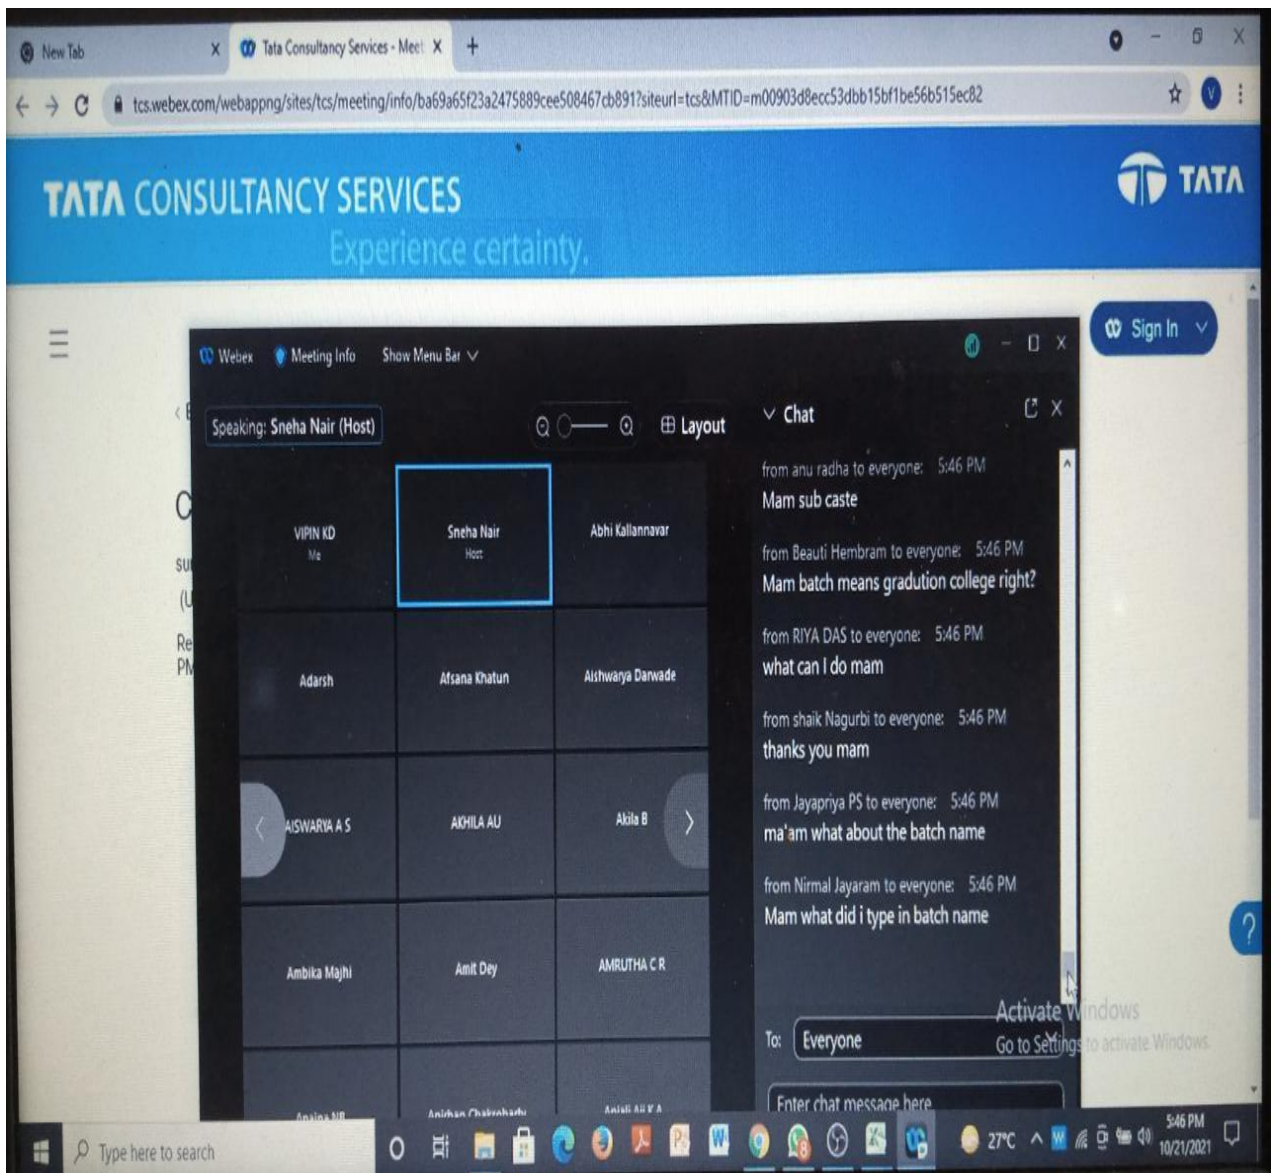 New Tab
Tata Consultancy Services - Meet
tcs.webex.com/webappng/sites/tcs/meeting/info/ba69a65f23a2475889cee508467cb891?siteurl=tcs&MTID=m00903d8ecc53dbb15bf1be56b515ec82
V
TATA CONSULTANCY SERVICES
TATA
Experience certainty.
Sign In
Webex Meeting Info Show Menu Bar
Speaking: Sneha Nair (Host)
Layout
Chat
VIPIN KD
Me
Sneha Nair
Host
Abhi Kallannavar
Adarsh
Afsana Khatun
Aishwarya Darwade
AISWARYA A S
AKHILA AU
Akila B
Ambika Majhi
Amit Dey
AMRUTHA C R
Anjana NB
Anirban Chakraborty
Anjali Aji K A
from anu radha to everyone: 5:46 PM
Mam sub caste
from Beauti Hembram to everyone: 5:46 PM
Mam batch means gradution college right?
from RIYA DAS to everyone: 5:46 PM
what can I do mam
from shaik Nagurbi to everyone: 5:46 PM
thanks you mam
from Jayapriya PS to everyone: 5:46 PM
ma'am what about the batch name
from Nirmal Jayaram to everyone: 5:46 PM
Mam what did i type in batch name
To: Everyone
Enter chat message here
C
(U
Re
PM
Activate Windows
Go to Settings to activate Windows.
Type here to search
27°C
5:46 PM
10/21/2021